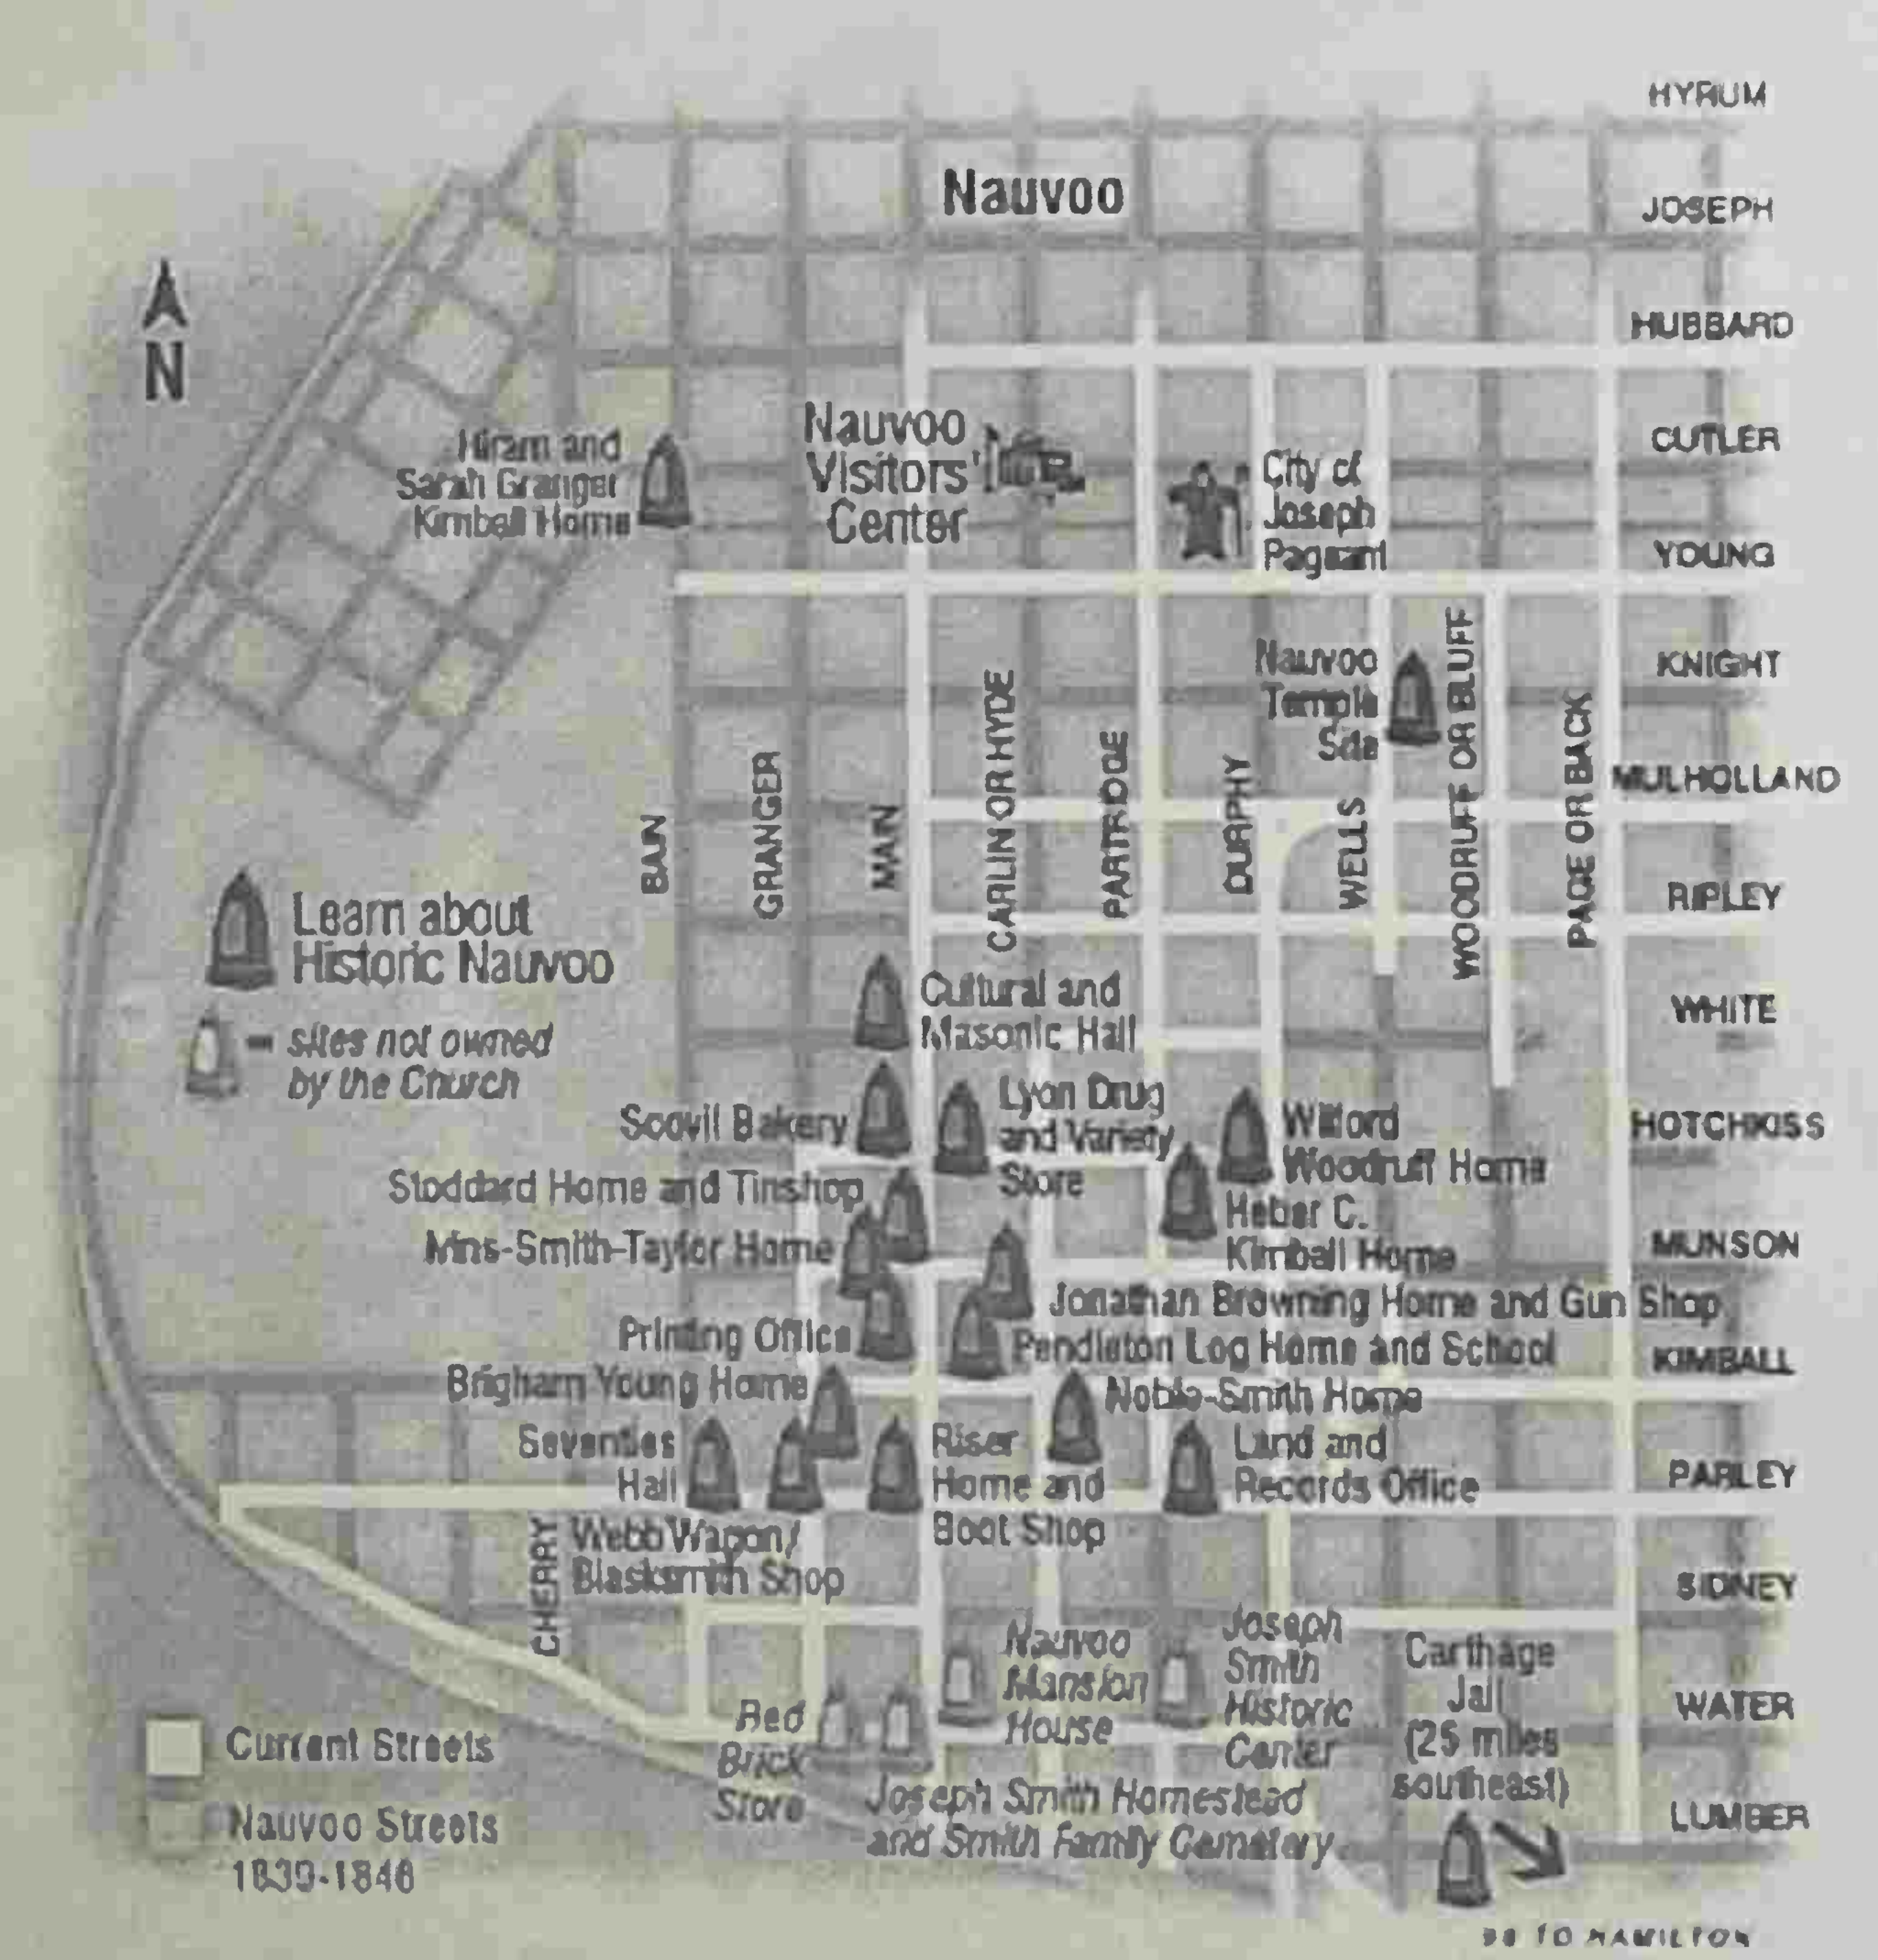 HYRUM
Nauvoo
JOSEPH
HUBBARD
N
Nauvoo
Visitors'
Center
CUTLER
Hiram and
Sarah Granger
Kimball Home
City of
Joseph
Pageant
YOUNG
Nauvoo
Temple
Site
KNIGHT
MULHOLLAND
BAIN
GRANGER
MAIN
CARLIN OR HYDE
PARTRIDGE
DURPHY
WELLS
WOODRUFF OR BLUFF
PAGE OR BACK
RIPLEY
Learn about
Historic Nauvoo
Cultural and
Masonic Hall
WHITE
- sites not owned
by the Church
Scovil Bakery
Lyon Drug
and Variety
Store
Wilford
Woodruff Home
HOTCHKISS
Stoddard Home and Tinshop
Heber C.
Kimball Home
-Smith-Taylor Home
MUNSON
Jonathan Browning Home and Gun Shop
Printing Office
Pendleton Log Home and School
KIMBALL
Brigham Young Home
Noble-Smith Home
Seventies
Hall
Riser
Home and
Boot Shop
Land and
Records Office
PARLEY
CHERRY
Webb Wagon/
Blacksmith Shop
SIDNEY
Nauvoo
Mansion
House
Joseph
Smith
Historic
Center
Carthage
Jail
(25 miles
southeast)
Red
Brick
Store
WATER
Joseph Smith Homestead
and Smith Family Cemetery
LUMBER
Current Streets
Nauvoo Streets
1839-1846
TO HAMILTON